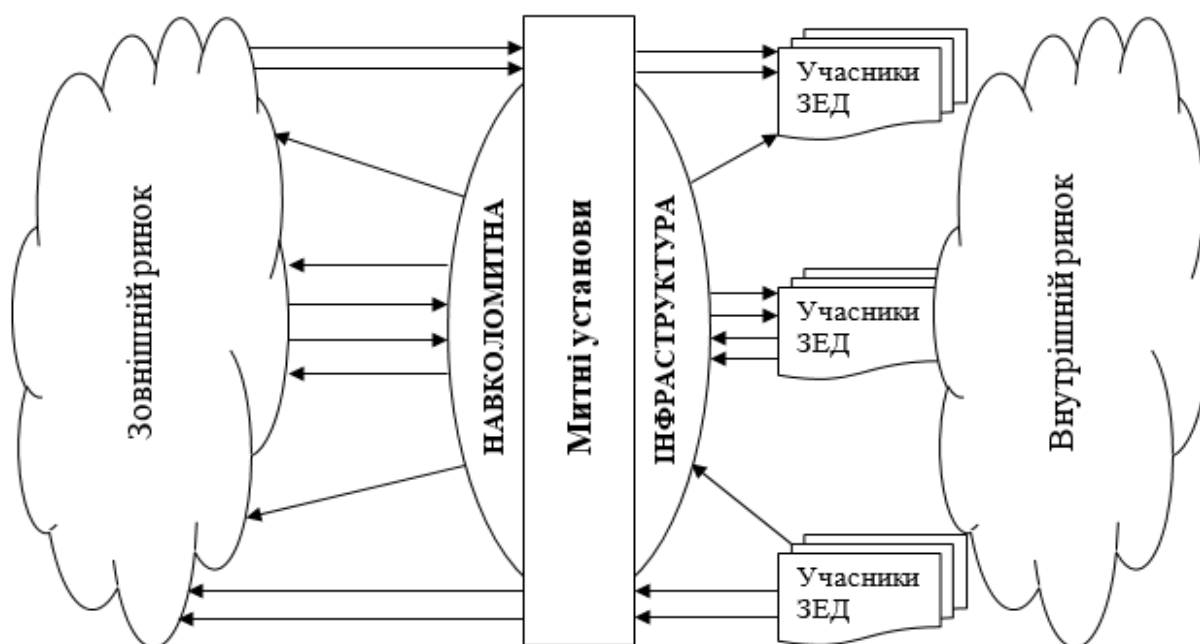 Зовнішній ринок
НАВКОЛОМИТНА
Митні установи
ІНФРАСТРУКТУРА
Учасники
ЗЕД
Учасники
ЗЕД
Учасники
ЗЕД
Внутрішній ринок